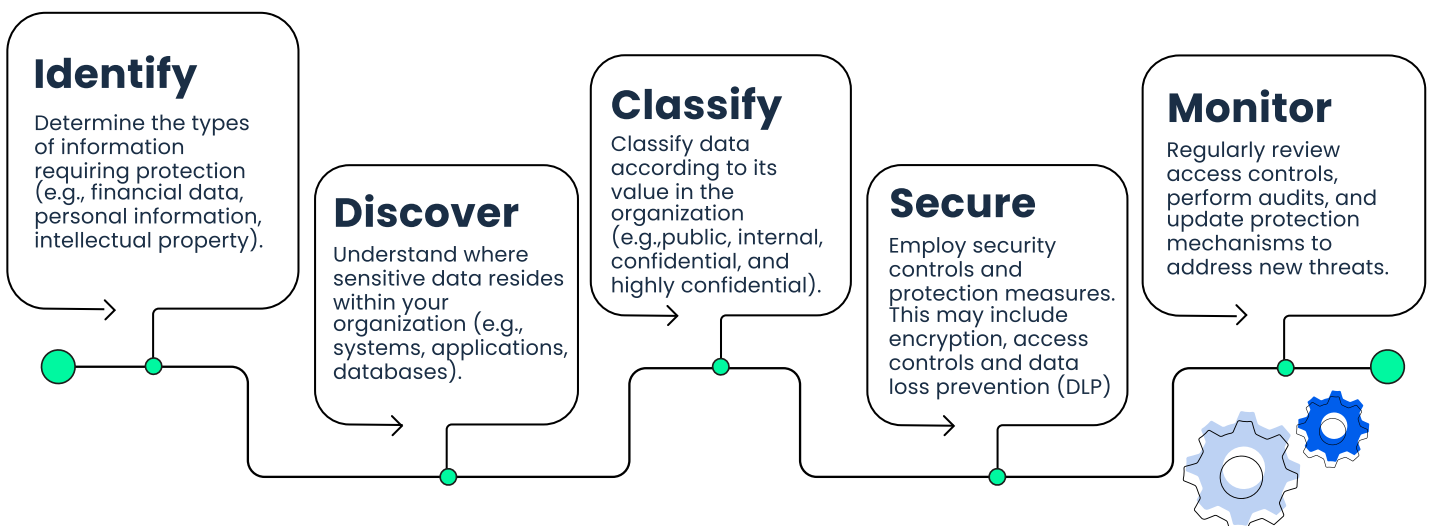 Identify
Determine the types
of information
requiring protection
(e.g., financial data,
personal information,
intellectual property).
Discover
Understand where
sensitive data resides
within your
organization (e.g.,
systems, applications,
databases).
Classify
Classify data
according to its
value in the
organization
(e.g.,public, internal,
confidential, and
highly confidential).
Secure
Employ security
controls and
protection measures.
This may include
encryption, access
controls and data
loss prevention (DLP)
Monitor
Regularly review
access controls,
perform audits, and
update protection
mechanisms to
address new threats.